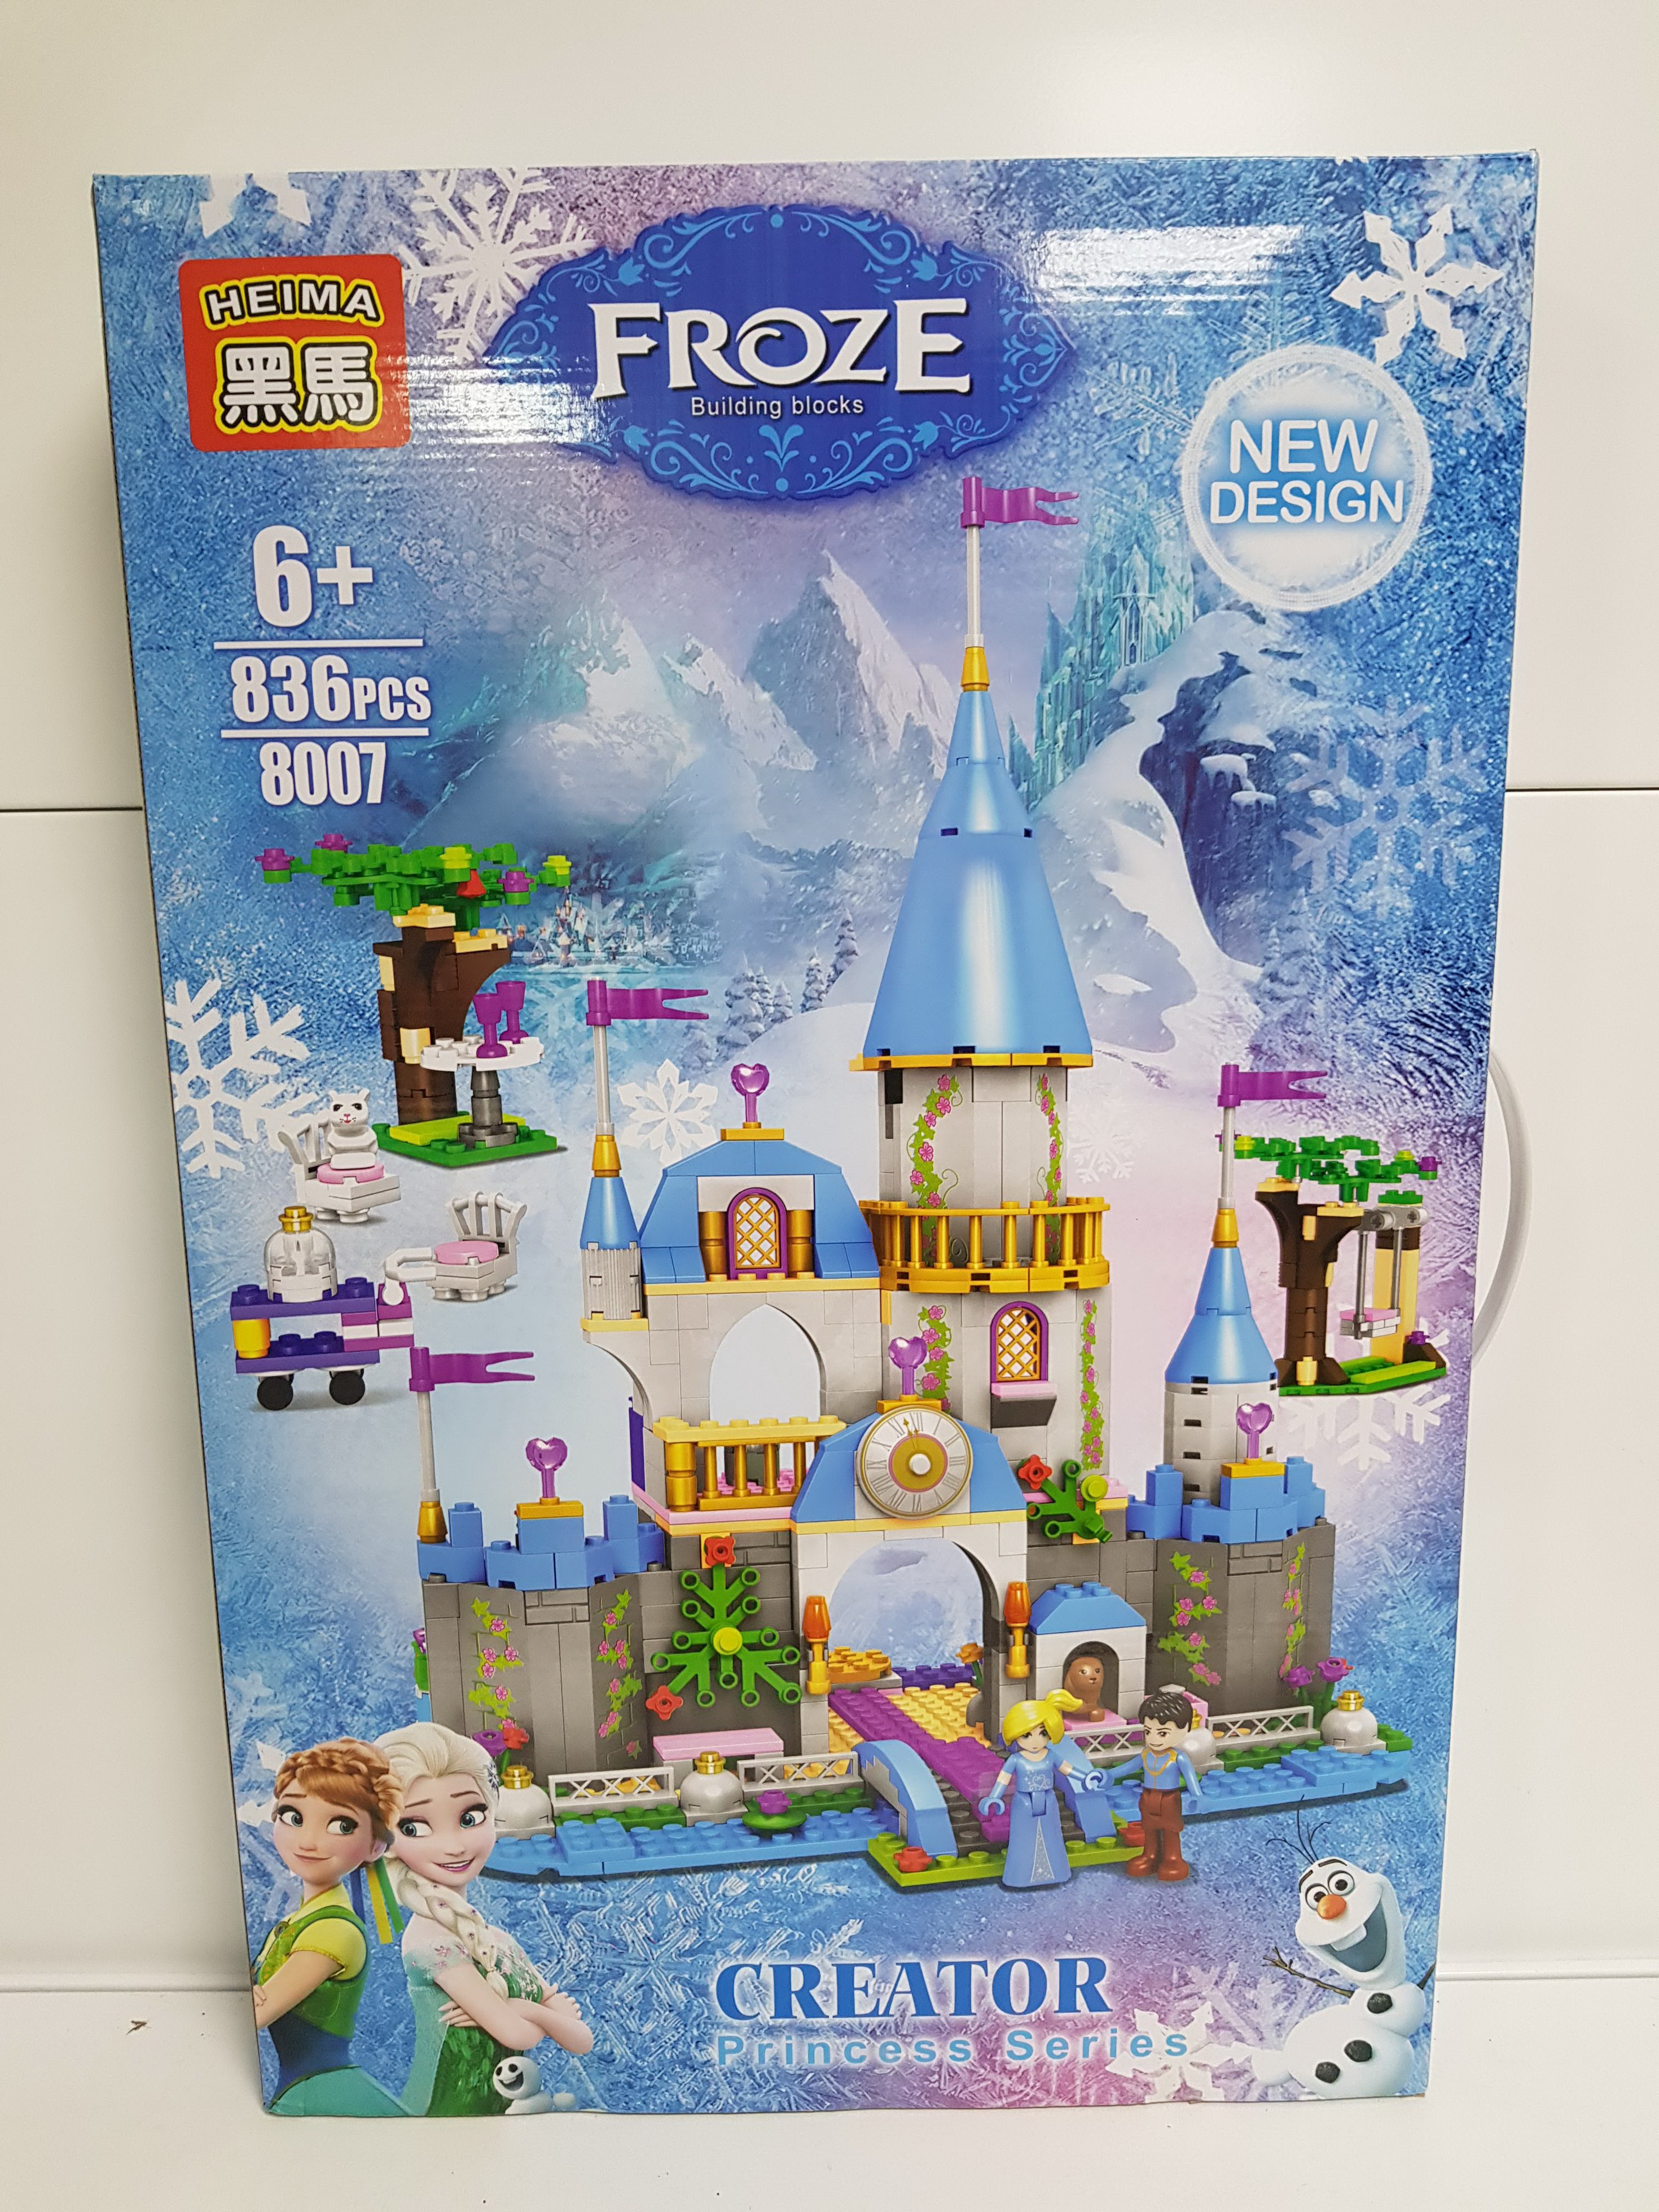 HEIMA
黑馬
FROZE
Building blocks
NEW
DESIGN
6+
836PCS
8007
CREATOR
Princess Series